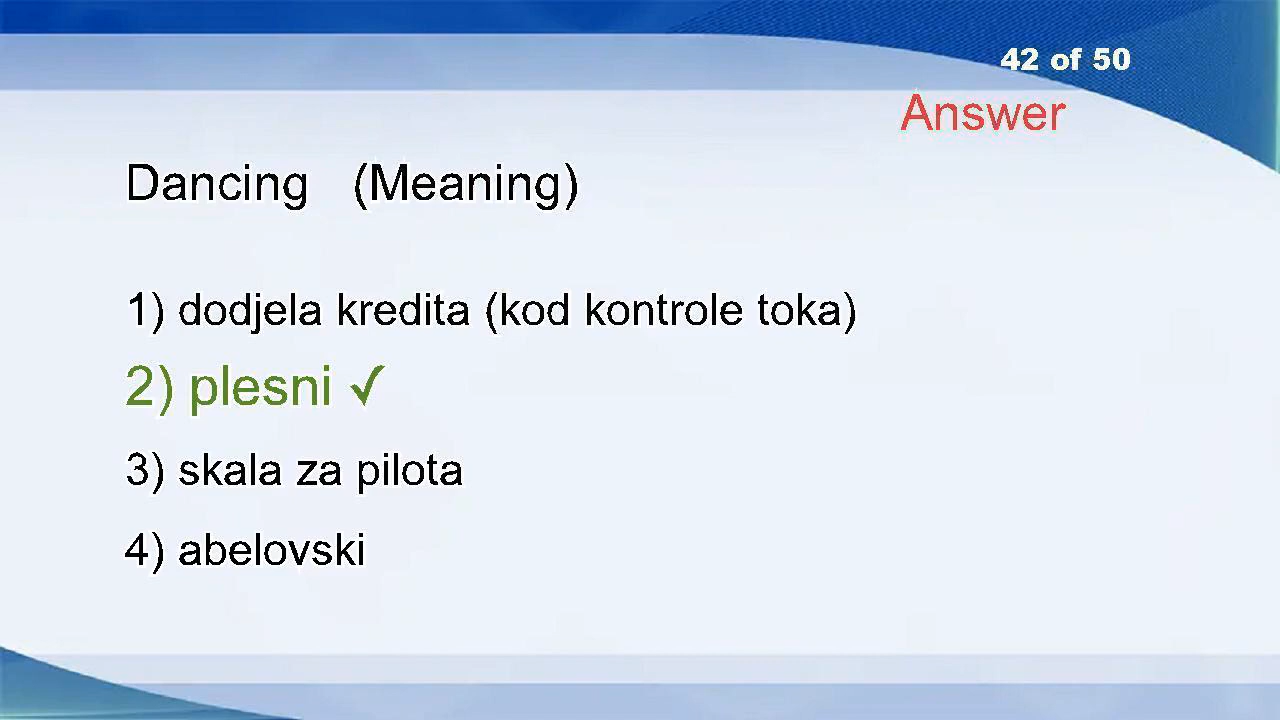 42 of 50
Answer
Dancing (Meaning)
1) dodjela kredita (kod kontrole toka)
2) plesni ✓
3) skala za pilota
4) abelovski